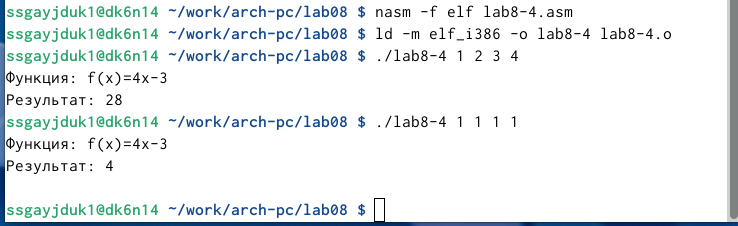 ssgayjduk1@dk6n14 ~/work/arch-pc/lab08 $ nasm -f elf lab8-4.asm
ssgayjduk1@dk6n14 ~/work/arch-pc/lab08 $ ld -m elf_i386 -o lab8-4 lab8-4.o
ssgayjduk1@dk6n14 ~/work/arch-pc/lab08 $ ./lab8-4 1 2 3 4
Функция: f(x)=4x-3
Результат: 28
ssgayjduk1@dk6n14 ~/work/arch-pc/lab08 $ ./lab8-4 1 1 1 1
Функция: f(x)=4x-3
Результат: 4
ssgayjduk1@dk6n14 ~/work/arch-pc/lab08 $